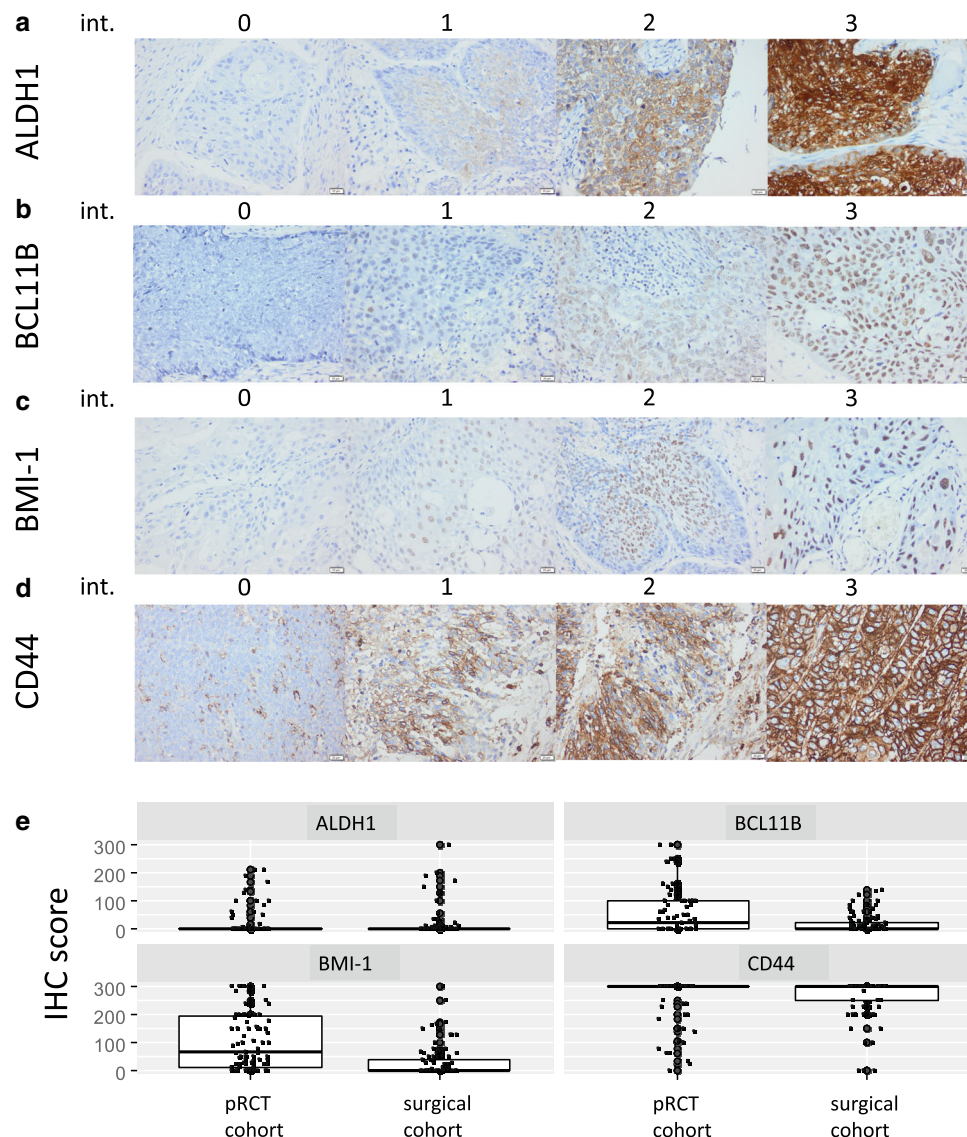 a int. 0 1 2 3
ALDH1
b int. 0 1 2 3
BCL11B
c int. 0 1 2 3
BMI-1
d int. 0 1 2 3
CD44
e
ALDH1 BCL11B
300
200
100
0
IHC score
BMI-1 CD44
300
200
100
0
pRCT cohort surgical cohort pRCT cohort surgical cohort